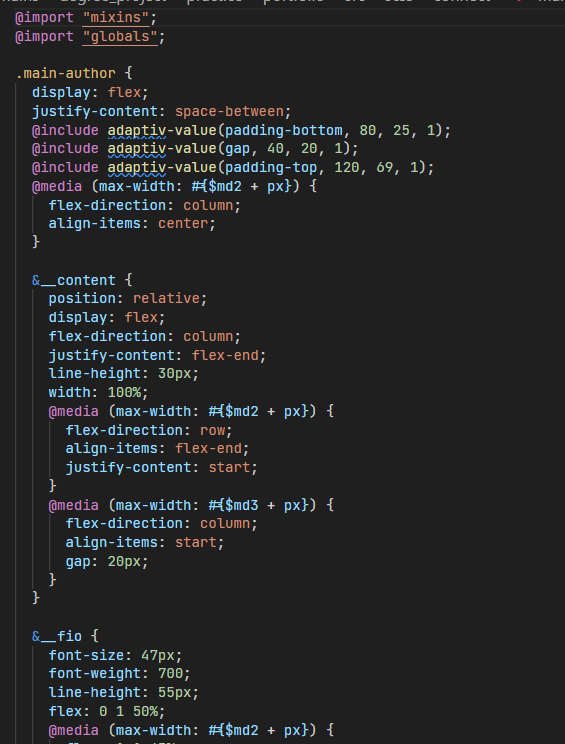 @import "mixins";
@import "globals";
.main-author {
display: flex;
justify-content: space-between;
@include adaptiv-value(padding-bottom, 80, 25, 1);
@include adaptiv-value(gap, 40, 20, 1);
@include adaptiv-value(padding-top, 120, 69, 1);
@media (max-width: #{$md2 + px}) {
flex-direction: column;
align-items: center;
}
&__content {
position: relative;
display: flex;
flex-direction: column;
justify-content: flex-end;
line-height: 30px;
width: 100%;
@media (max-width: #{$md2 + px}) {
flex-direction: row;
align-items: flex-end;
justify-content: start;
}
@media (max-width: #{$md3 + px}) {
flex-direction: column;
align-items: start;
gap: 20px;
}
}
&__fio {
font-size: 47px;
font-weight: 700;
line-height: 55px;
flex: 0 1 50%;
@media (max-width: #{$md2 + px}) {